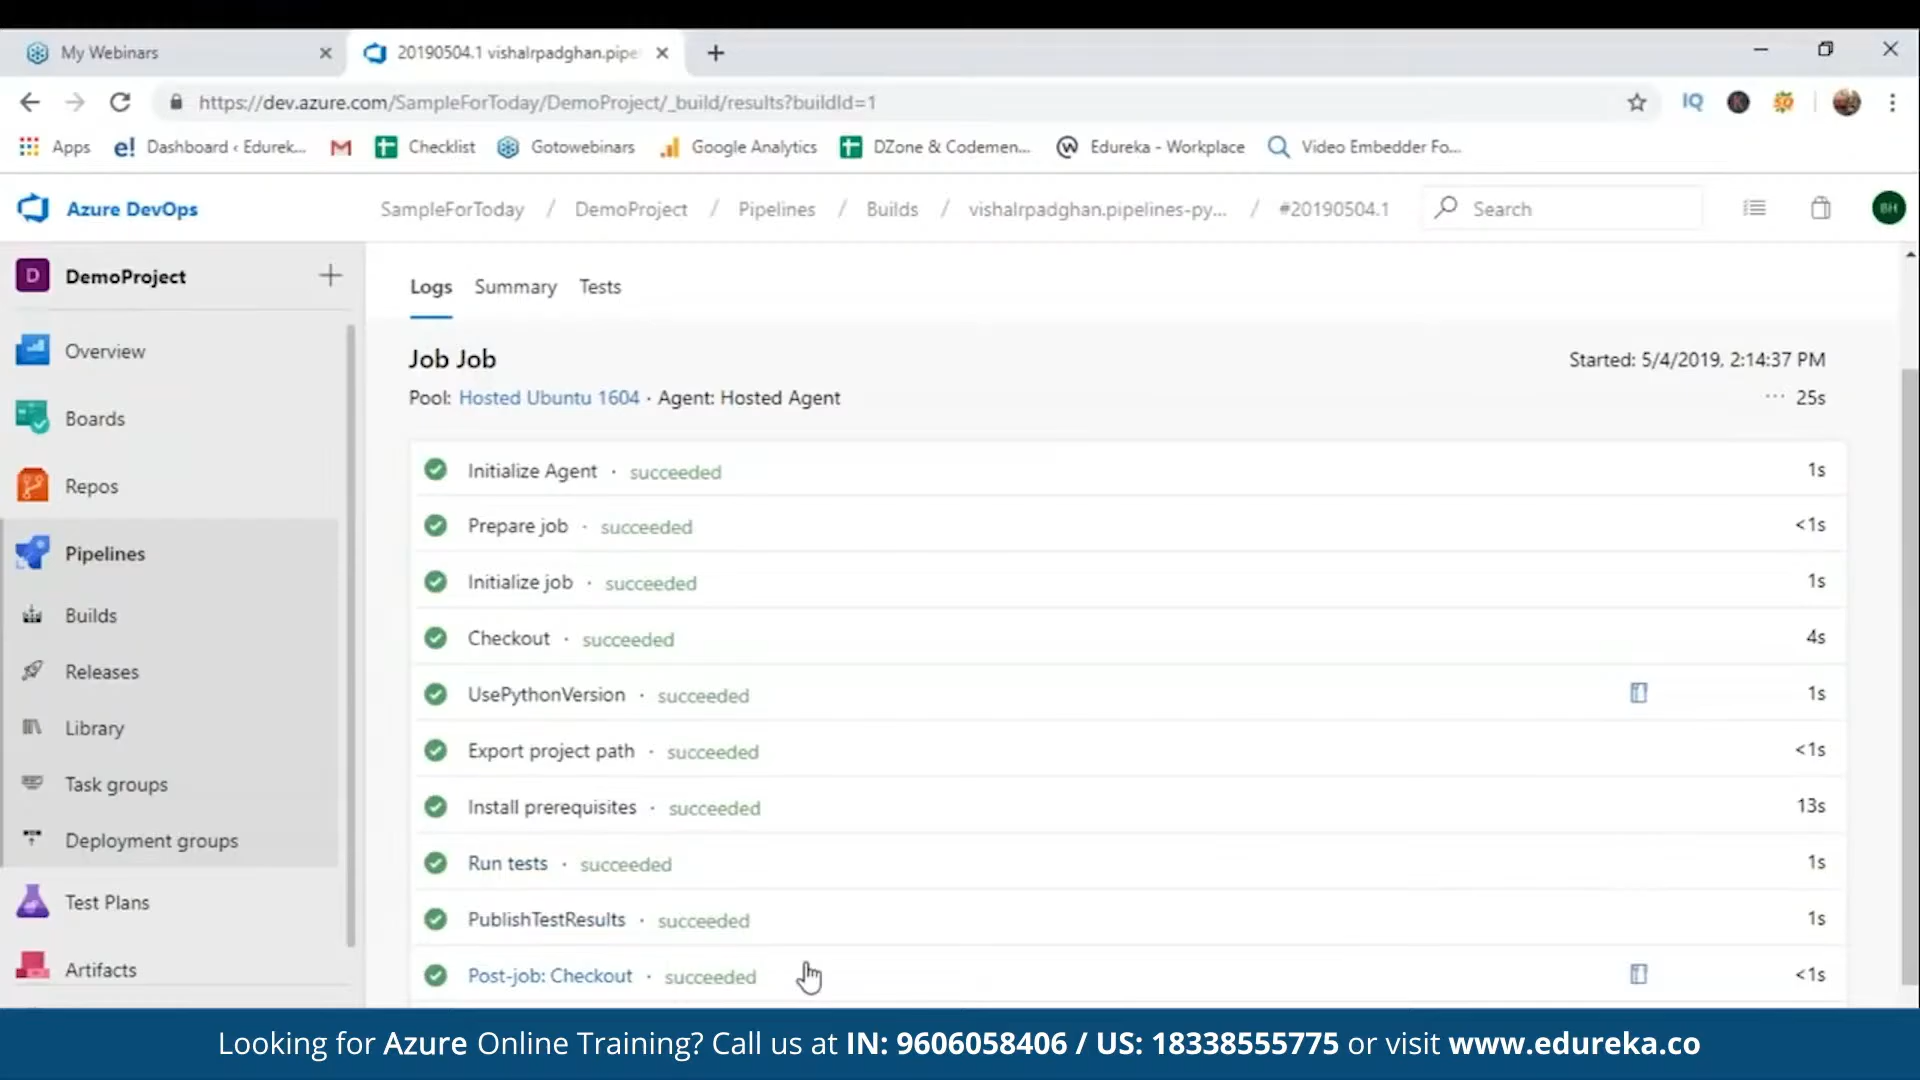 My Webinars
20190504.1 vishalrpadghan.pipe
https://dev.azure.com/SampleForToday/DemoProject/_build/results?buildId=1
IQ
K
SQ
Apps
e! Dashboard ‹ Edurek...
Checklist
Gotowebinars
Google Analytics
DZone & Codemen...
Edureka - Workplace
Video Embedder Fo...
Azure DevOps
SampleForToday / DemoProject / Pipelines / Builds / vishalrpadghan.pipelines-py... / #20190504.1
Search
BH
D DemoProject
Overview
Boards
Repos
Pipelines
Builds
Releases
Library
Task groups
Deployment groups
Test Plans
Artifacts
Logs Summary Tests
Job Job
Started: 5/4/2019, 2:14:37 PM
Pool: Hosted Ubuntu 1604 · Agent: Hosted Agent
··· 25s
Initialize Agent · succeeded 1s
Prepare job · succeeded <1s
Initialize job · succeeded 1s
Checkout · succeeded 4s
UsePythonVersion · succeeded 1s
Export project path · succeeded <1s
Install prerequisites · succeeded 13s
Run tests · succeeded 1s
PublishTestResults · succeeded 1s
Post-job: Checkout · succeeded <1s
Looking for Azure Online Training? Call us at IN: 9606058406 / US: 18338555775 or visit www.edureka.co